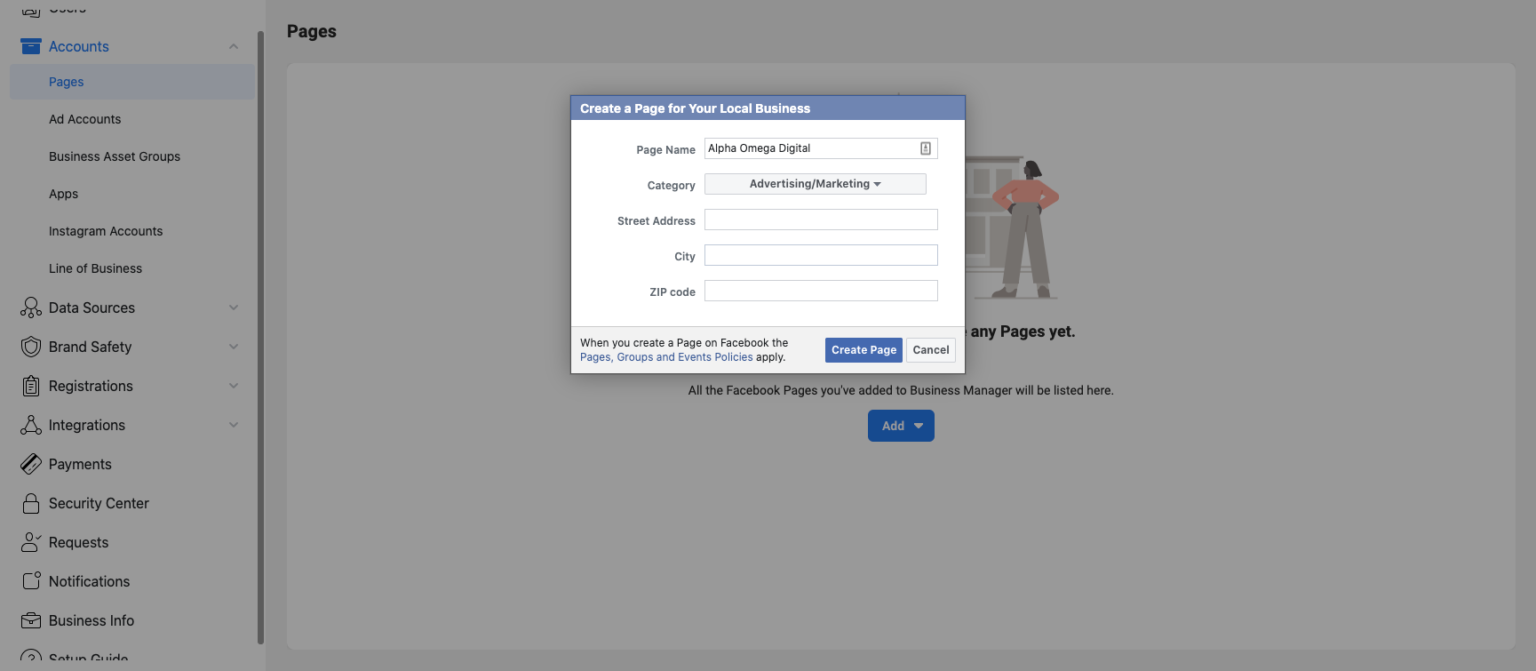 Users
Accounts
Pages
Ad Accounts
Business Asset Groups
Apps
Instagram Accounts
Line of Business
Data Sources
Brand Safety
Registrations
Integrations
Payments
Security Center
Requests
Notifications
Business Info
Setup Guide
Pages
Create a Page for Your Local Business
Page Name Alpha Omega Digital
Category Advertising/Marketing
Street Address
City
ZIP code
When you create a Page on Facebook the
Pages, Groups and Events Policies apply.
Create Page Cancel
any Pages yet.
All the Facebook Pages you've added to Business Manager will be listed here.
Add